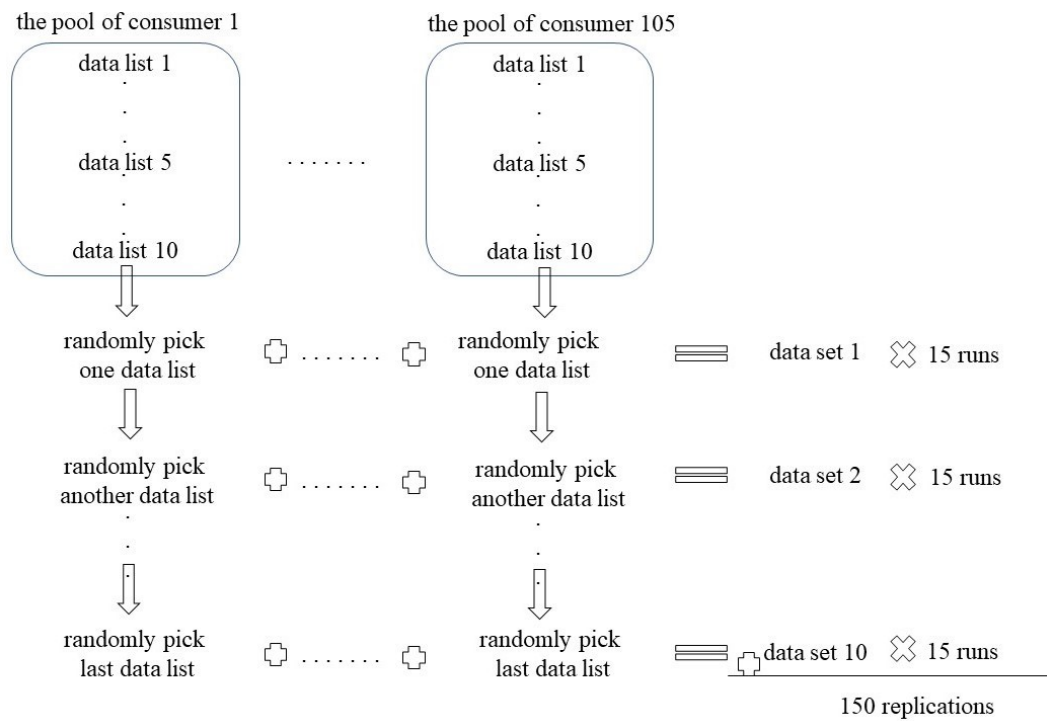 the pool of consumer 1
the pool of consumer 105
data list 1
data list 1
data list 5
.......
data list 5
data list 10
data list 10
randomly pick
one data list
.......
randomly pick
one data list
data set 1
15 runs
randomly pick
another data list
.......
randomly pick
another data list
data set 2
15 runs
randomly pick
last data list
.......
randomly pick
last data list
data set 10
15 runs
150 replications